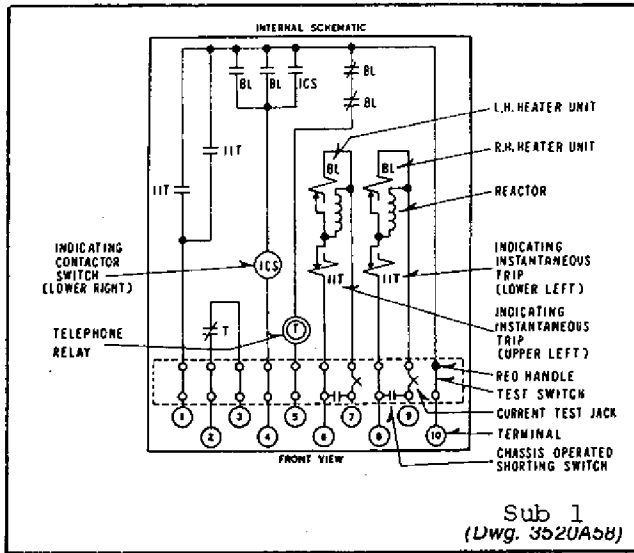 INTERNAL SCHEMATIC
BL
BL
ICS
BL
BL
IIT
IIT
L.H. HEATER UNIT
BL
BL
R.H. HEATER UNIT
REACTOR
INDICATING
CONTACTOR
SWITCH
(LOWER RIGHT)
ICS
IIT
IIT
INDICATING
INSTANTANEOUS
TRIP
(LOWER LEFT)
INDICATING
INSTANTANEOUS
TRIP
(UPPER LEFT)
TELEPHONE
RELAY
T
T
RED HANDLE
TEST SWITCH
CURRENT TEST JACK
TERMINAL
CHASSIS OPERATED
SHORTING SWITCH
1
2
3
4
5
6
7
8
9
10
FRONT VIEW
Sub 1
(Dwg. 3520A58)